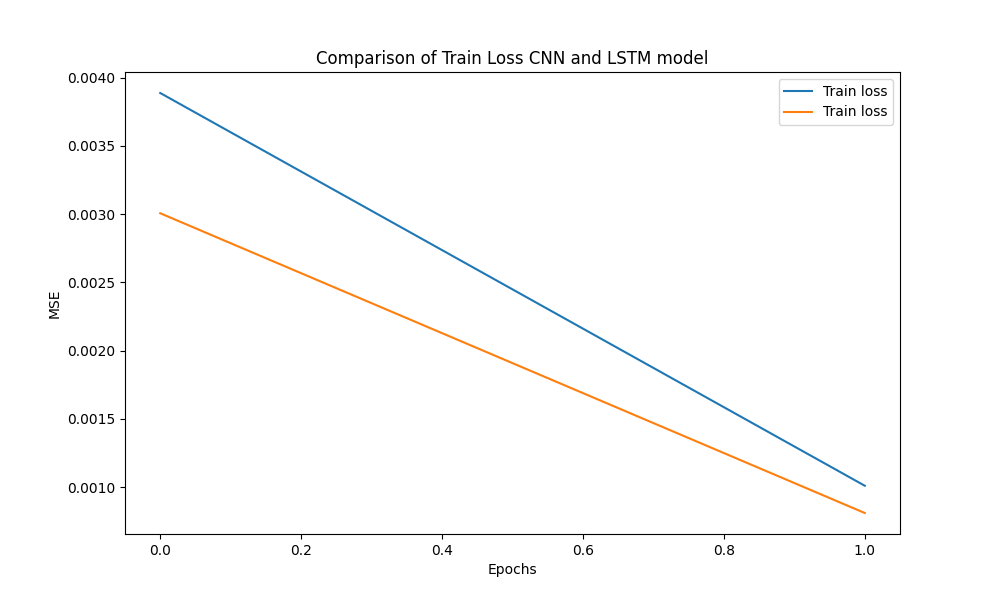 Comparison of Train Loss CNN and LSTM model
Train loss
Train loss
MSE
0.0040
0.0035
0.0030
0.0025
0.0020
0.0015
0.0010
0.0
0.2
0.4
0.6
0.8
1.0
Epochs